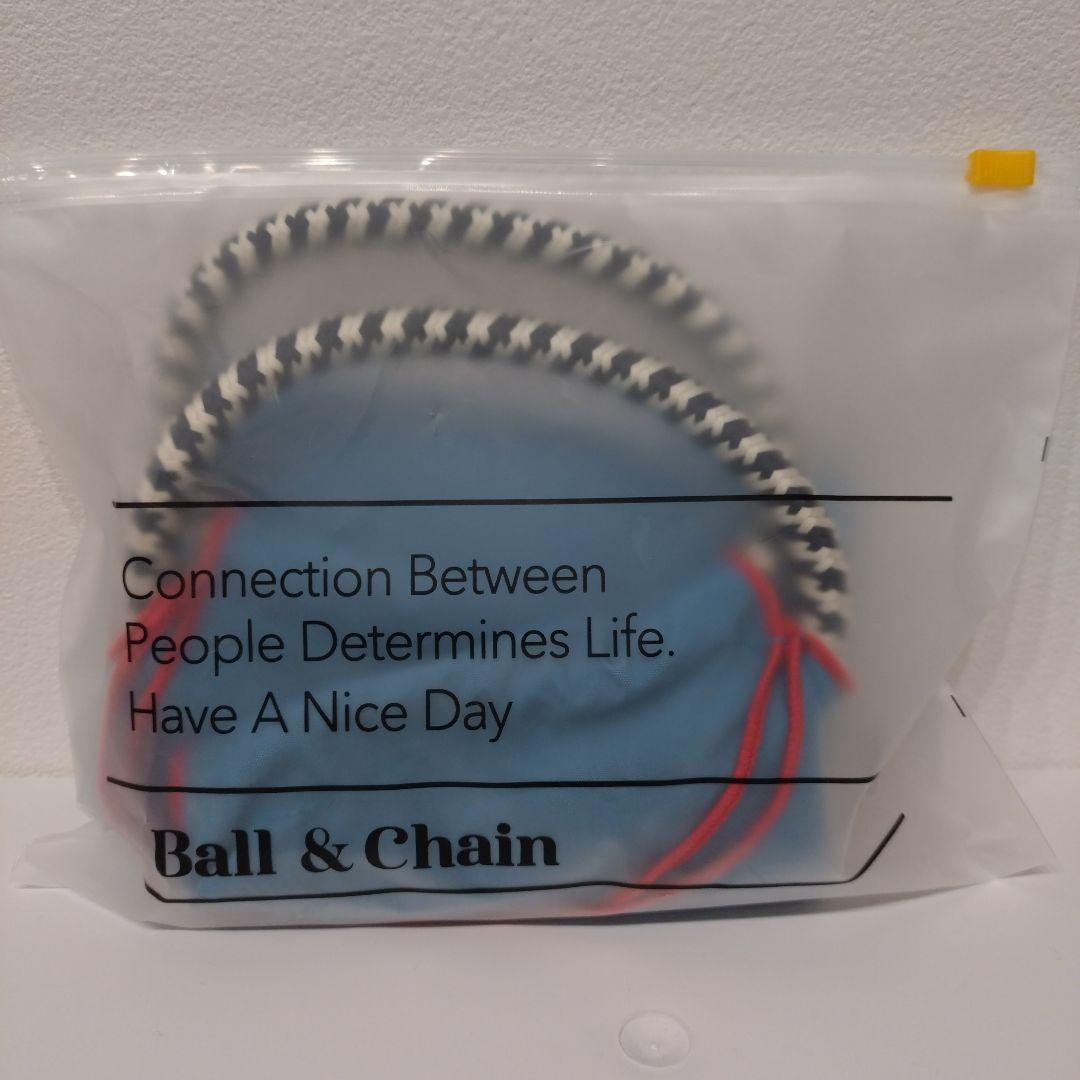 Connection Between
People Determines Life.
Have A Nice Day
Ball & Chain